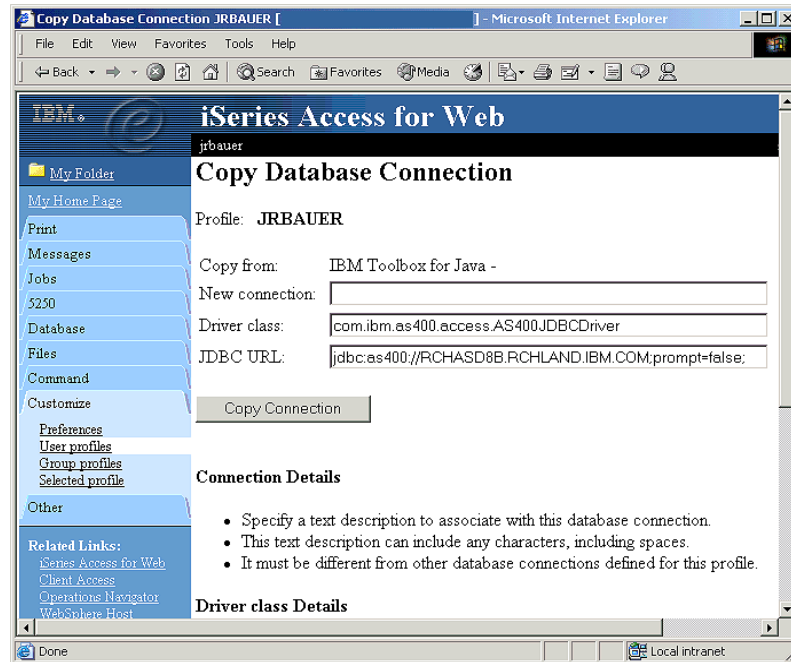 Copy Database Connection JRBAUER [ ] - Microsoft Internet Explorer
File Edit View Favorites Tools Help
Back Search Favorites Media
IBM. iSeries Access for Web
jrbauer
My Folder
My Home Page
Print
Messages
Jobs
5250
Database
Files
Command
Customize
Preferences
User profiles
Group profiles
Selected profile
Other
Related Links:
iSeries Access for Web
Client Access
Operations Navigator
WebSphere Host
Copy Database Connection
Profile: JRBAUER
Copy from: IBM Toolbox for Java -
New connection:
Driver class: com.ibm.as400.access.AS400JDBCDriver
JDBC URL: jdbc:as400://RCHASD8B.RCHLAND.IBM.COM;prompt=false;
Copy Connection
Connection Details
• Specify a text description to associate with this database connection.
• This text description can include any characters, including spaces.
• It must be different from other database connections defined for this profile.
Driver class Details
Done Local intranet